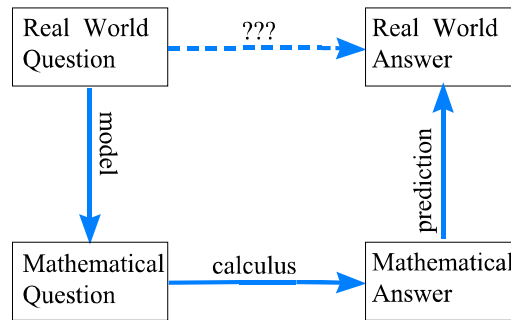 Real World
Question
???
Real World
Answer
model
prediction
Mathematical
Question
calculus
Mathematical
Answer